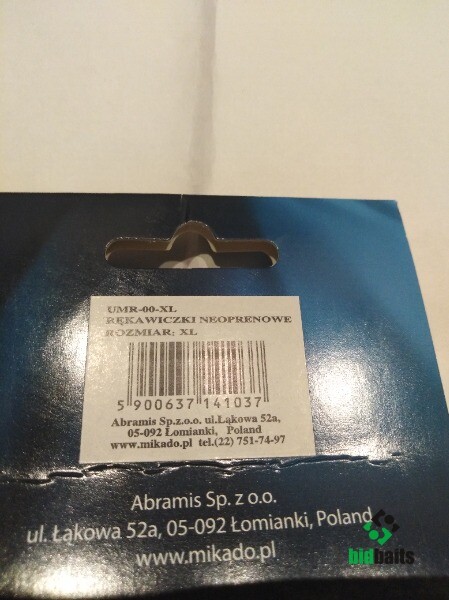 UMR-00-XL
RĘKAWICZKI NEOPRENOWE
ROZMIAR: XL
5 900637 141037
Abramis Sp.z.o.o. ul.Łąkowa 52a,
05-092 Łomianki, Poland
www.mikado.pl tel.(22) 751-74-97
Abramis Sp. z o.o.
ul. Łąkowa 52a, 05-092 Łomianki, Poland
www.mikado.pl
bidbaits